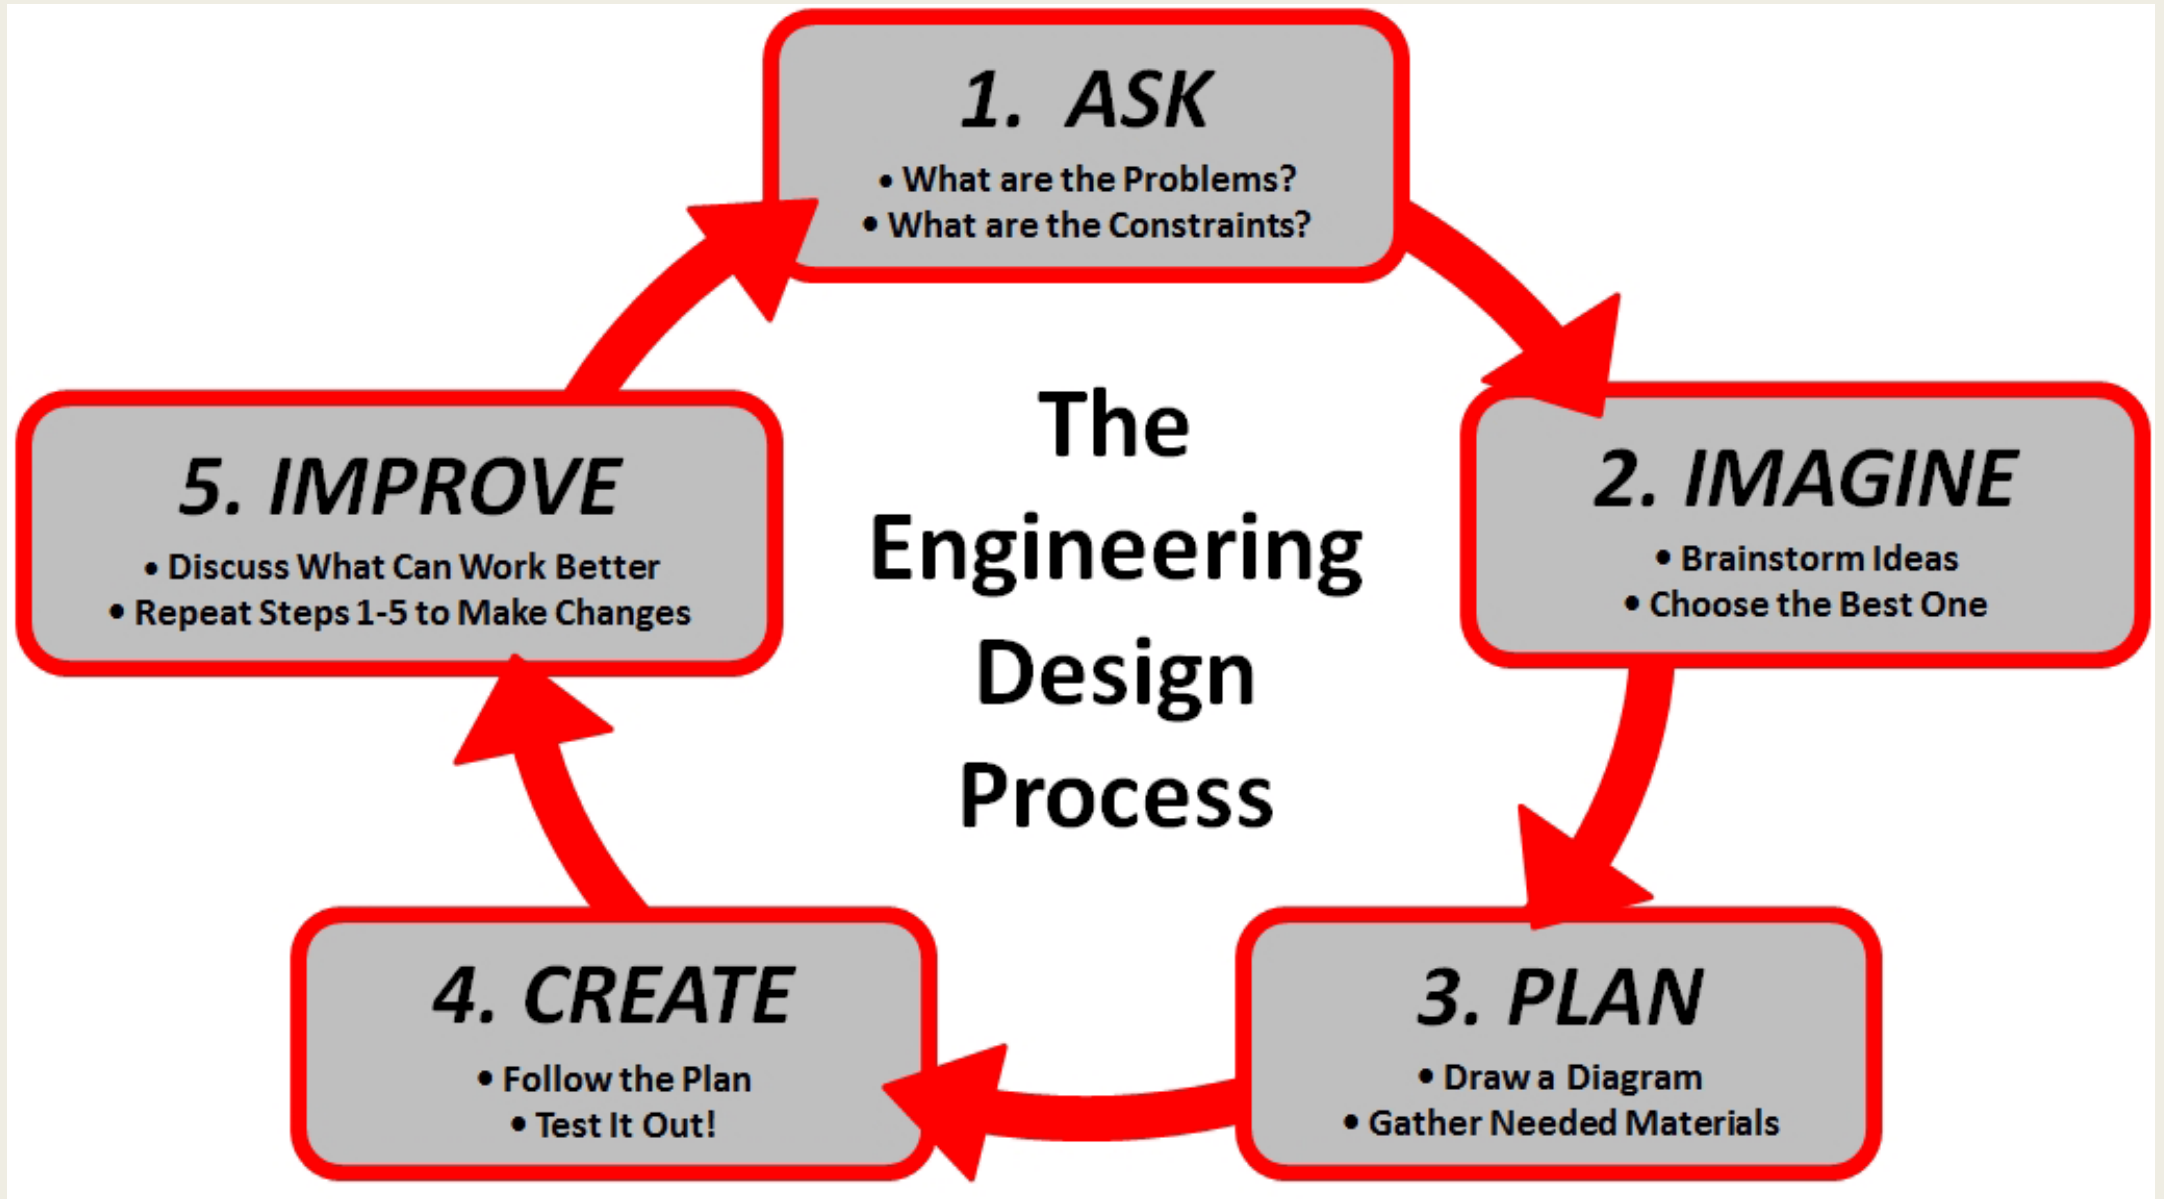 1. ASK
• What are the Problems?
• What are the Constraints?
The
Engineering
Design
Process
2. IMAGINE
• Brainstorm Ideas
• Choose the Best One
3. PLAN
• Draw a Diagram
• Gather Needed Materials
4. CREATE
• Follow the Plan
• Test It Out!
5. IMPROVE
• Discuss What Can Work Better
• Repeat Steps 1-5 to Make Changes